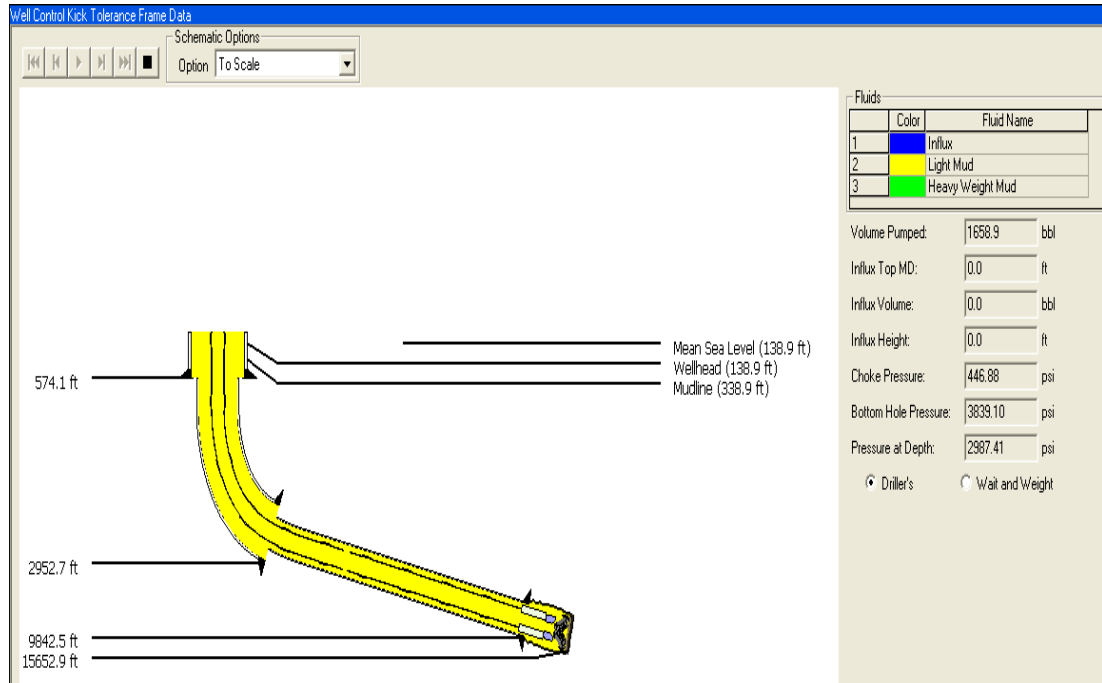 Well Control Kick Tolerance Frame Data
Schematic Options
Option To Scale
Fluids
Color Fluid Name
1 Influx
2 Light Mud
3 Heavy Weight Mud
Volume Pumped: 1658.9 bbl
Influx Top MD: 0.0 ft
Influx Volume: 0.0 bbl
Influx Height: 0.0 ft
Choke Pressure: 446.88 psi
Bottom Hole Pressure: 3839.10 psi
Pressure at Depth: 2987.41 psi
Driller's Wait and Weight
Mean Sea Level (138.9 ft)
Wellhead (138.9 ft)
Mudline (338.9 ft)
574.1 ft
2952.7 ft
9842.5 ft
15652.9 ft